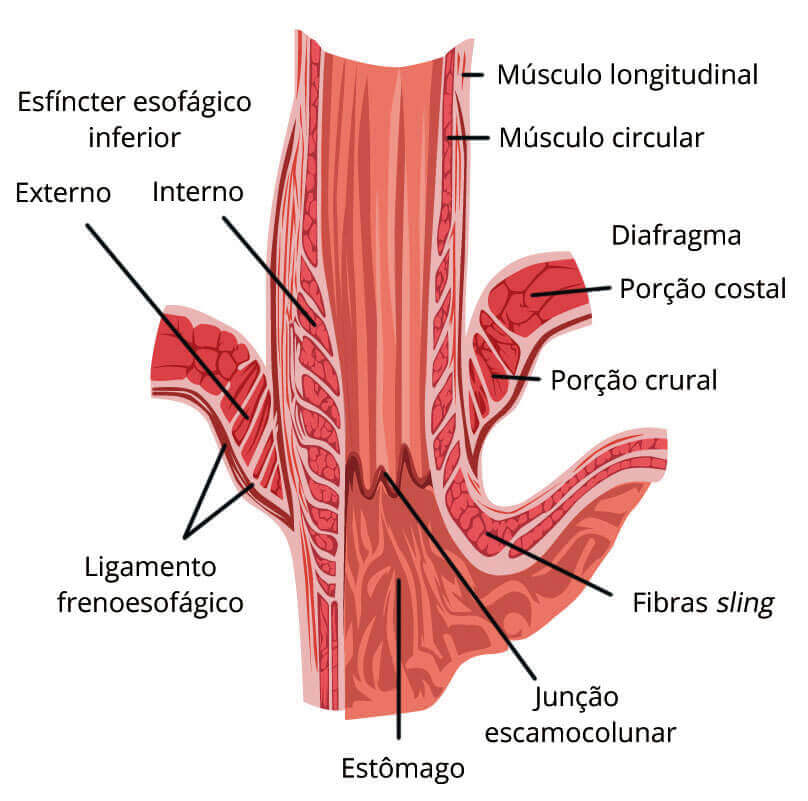 Músculo longitudinal
Esfíncter esofágico
inferior
Músculo circular
Externo
Interno
Diafragma
Porção costal
Porção crural
Ligamento
frenoesofágico
Fibras sling
Junção
escamocolunar
Estômago